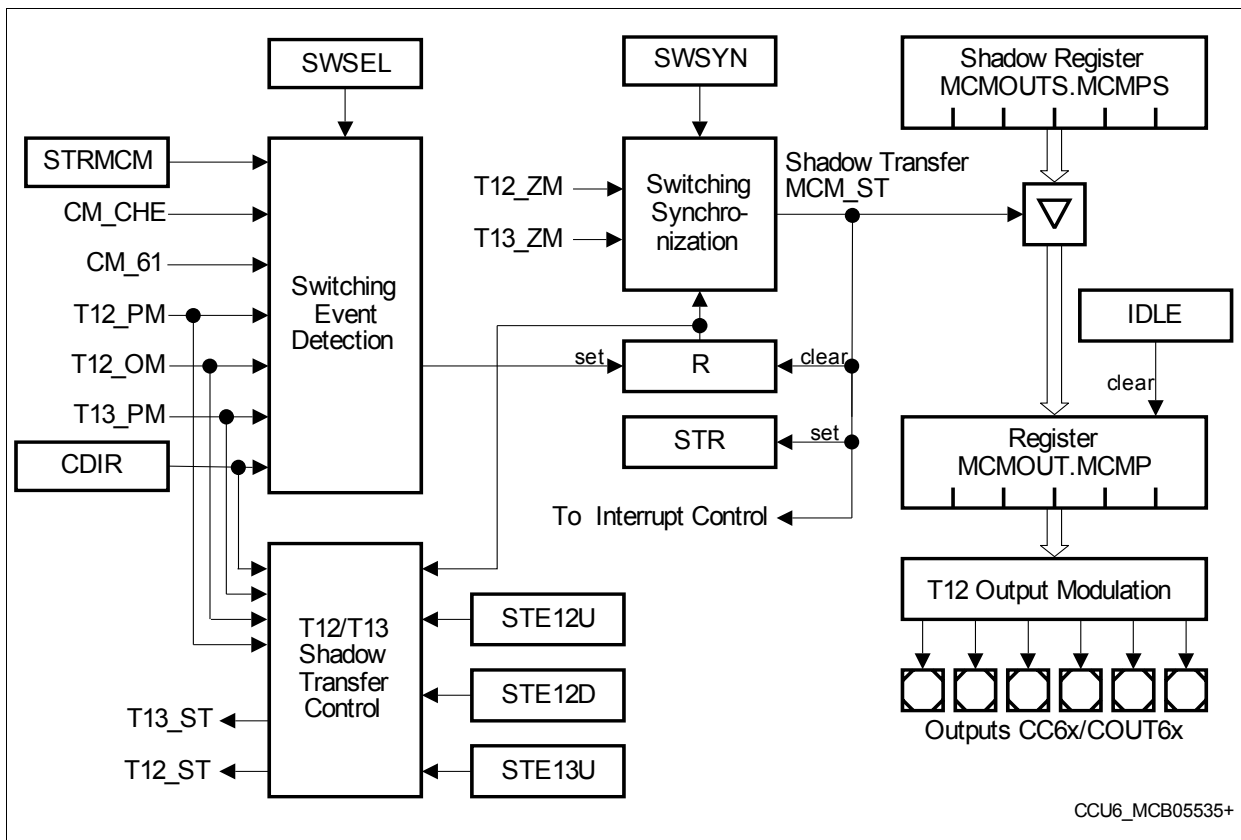 SWSEL
SWSYN
Shadow Register
MCMOUTS.MCMPS
STRMCM
CM_CHE
CM_61
T12_PM
T12_OM
T13_PM
CDIR
Switching
Event
Detection
T12_ZM
T13_ZM
Switching
Synchro-
nization
Shadow Transfer
MCM_ST
IDLE
clear
set
R
clear
STR
set
To Interrupt Control
Register
MCMOUT.MCMP
T12 Output Modulation
Outputs CC6x/COUT6x
T12/T13
Shadow
Transfer
Control
STE12U
STE12D
STE13U
T13_ST
T12_ST
CCU6_MCB05535+